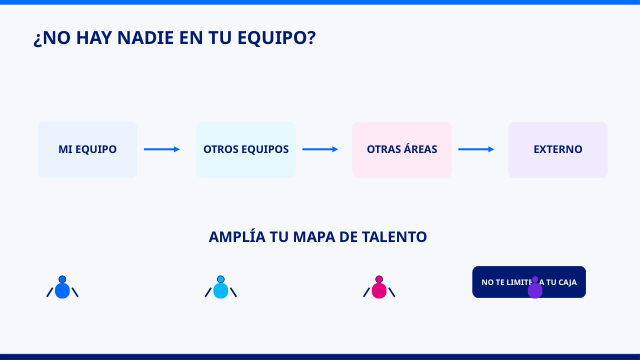 ¿NO HAY NADIE EN TU EQUIPO?
MI EQUIPO
OTROS EQUIPOS
OTRAS ÁREAS
EXTERNO
AMPLÍA TU MAPA DE TALENTO
NO TE LIMITES A TU CAJA